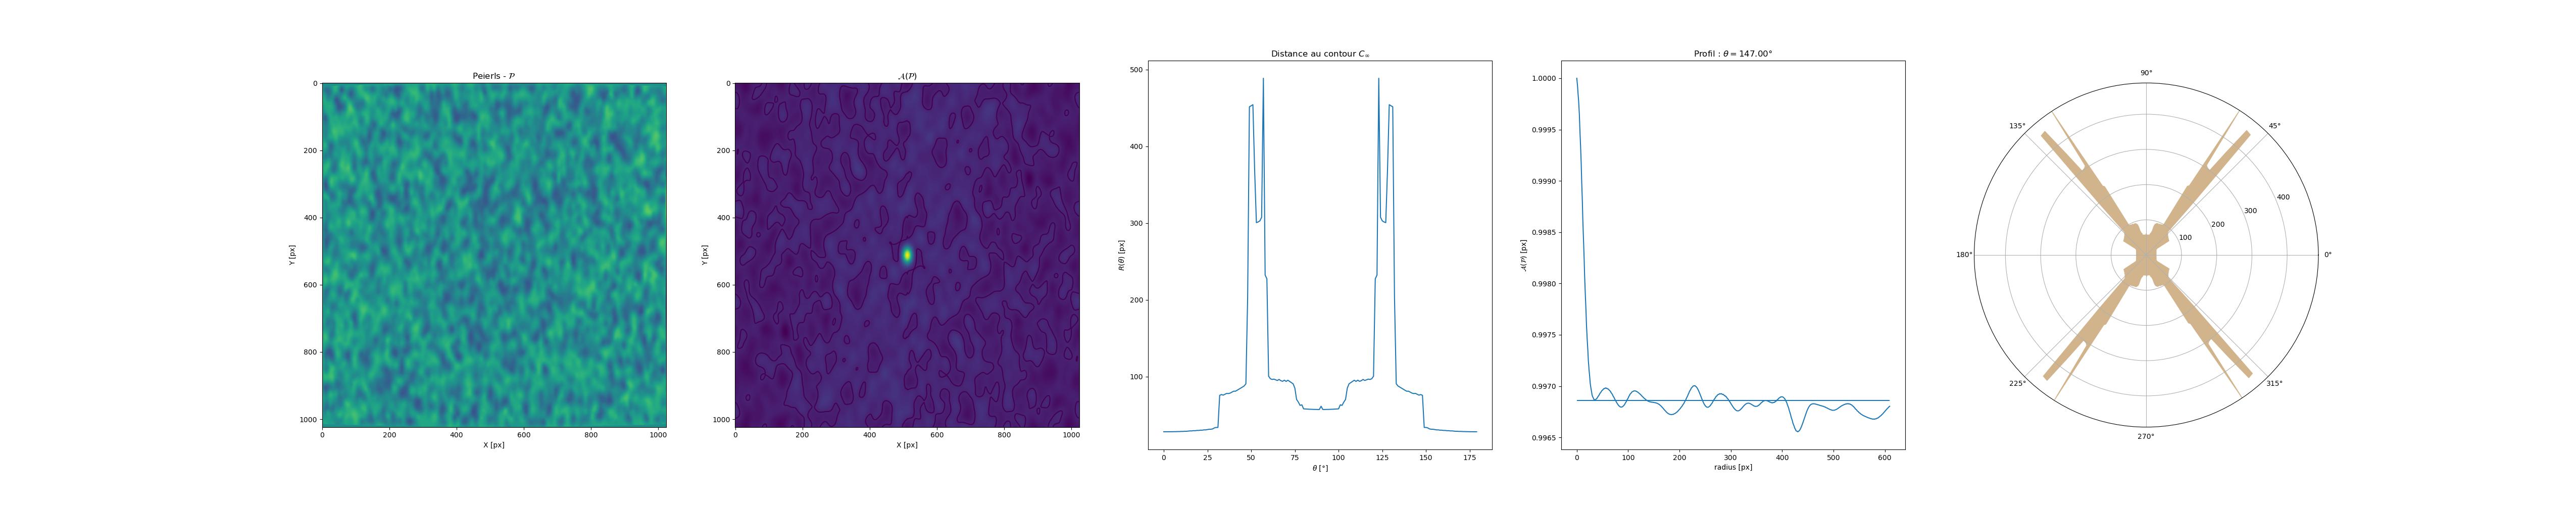 Peierls - 𝒫
0
200
400
600
800
1000
Y [px]
0 200 400 600 800 1000
X [px]
𝒜(𝒫)
0
200
400
600
800
1000
Y [px]
0 200 400 600 800 1000
X [px]
Distance au contour C∞
500
400
300
200
100
R(θ) [px]
0 25 50 75 100 125 150 175
θ [°]
Profil : θ = 147.00°
1.0000
0.9995
0.9990
0.9985
0.9980
0.9975
0.9970
0.9965
𝒜(𝒫) [px]
0 100 200 300 400 500 600
radius [px]
90°
135° 45°
400
300
200
100
180° 0°
225° 315°
270°